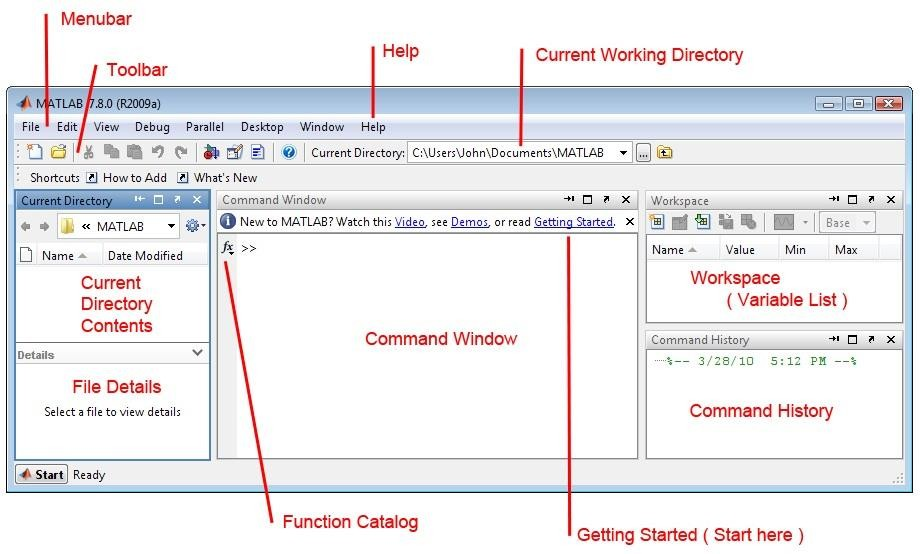 Menubar
Toolbar
Help
Current Working Directory
MATLAB 7.8.0 (R2009a)
File Edit View Debug Parallel Desktop Window Help
Current Directory: C:\Users\John\Documents\MATLAB ...
Shortcuts How to Add What's New
Current Directory
« MATLAB
Name Date Modified
Current
Directory
Contents
Details
File Details
Select a file to view details
Command Window
New to MATLAB? Watch this Video, see Demos, or read Getting Started.
fx >>
Command Window
Workspace
Base
Name Value Min Max
Workspace
( Variable List )
Command History
%-- 3/28/10 5:12 PM --%
Command History
Start Ready
Function Catalog
Getting Started ( Start here )